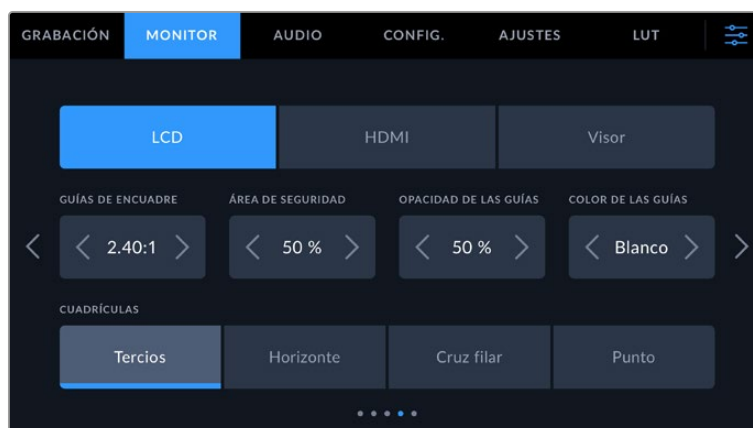 GRABACIÓN MONITOR AUDIO CONFIG. AJUSTES LUT
LCD HDMI Visor
GUÍAS DE ENCUADRE ÁREA DE SEGURIDAD OPACIDAD DE LAS GUÍAS COLOR DE LAS GUÍAS
2.40:1 50 % 50 % Blanco
CUADRÍCULAS
Tercios Horizonte Cruz filar Punto